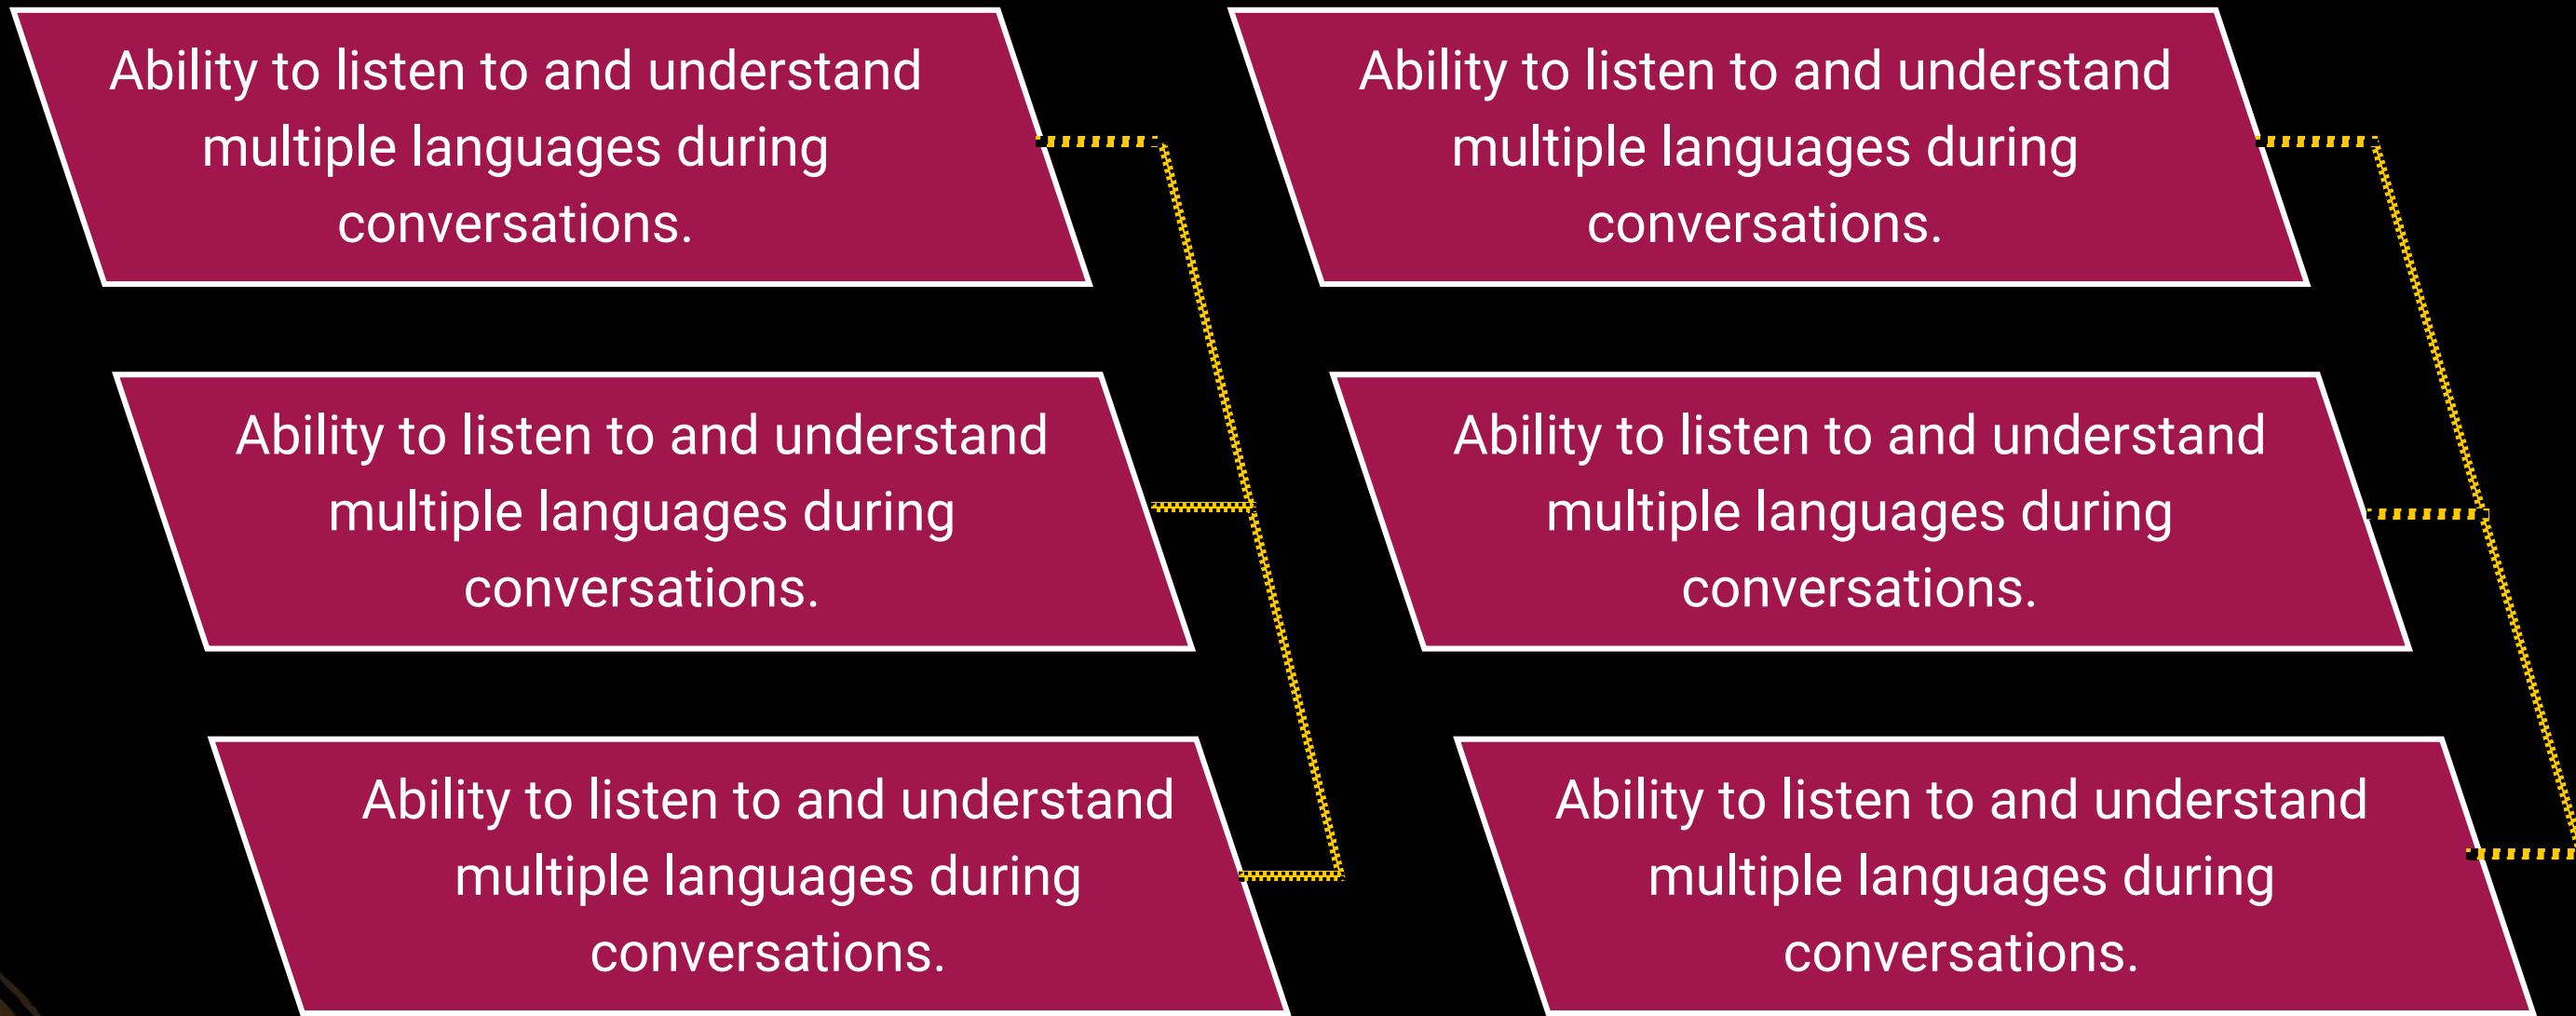 Ability to listen to and understand
multiple languages during
conversations.
Ability to listen to and understand
multiple languages during
conversations.
Ability to listen to and understand
multiple languages during
conversations.
Ability to listen to and understand
multiple languages during
conversations.
Ability to listen to and understand
multiple languages during
conversations.
Ability to listen to and understand
multiple languages during
conversations.